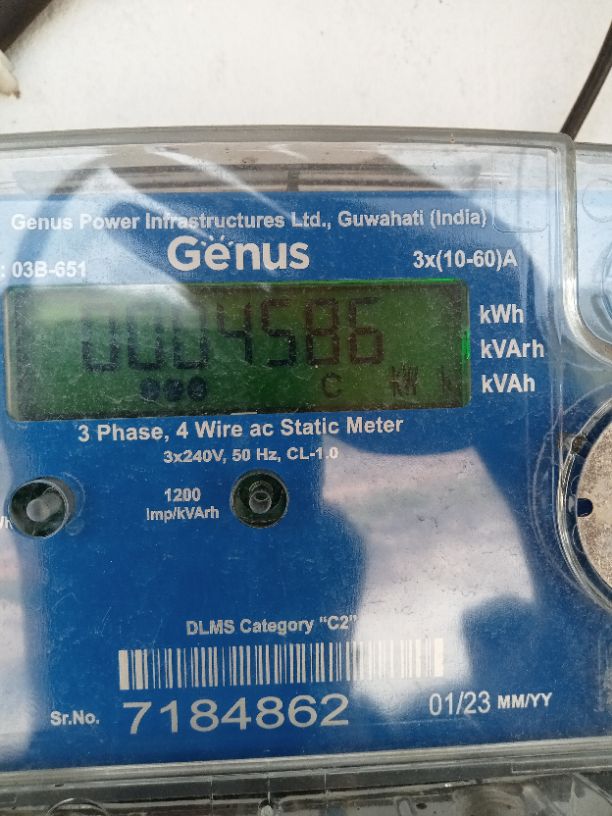 Genus Power Infrastructures Ltd., Guwahati (India)
: 03B-651
Genus
3x(10-60)A
0004586
C
kWh
kWh
kVArh
kVAh
3 Phase, 4 Wire ac Static Meter
3x240V, 50 Hz, CL-1.0
1200
Imp/kVArh
DLMS Category "C2"
Sr.No. 7184862
01/23 MM/YY